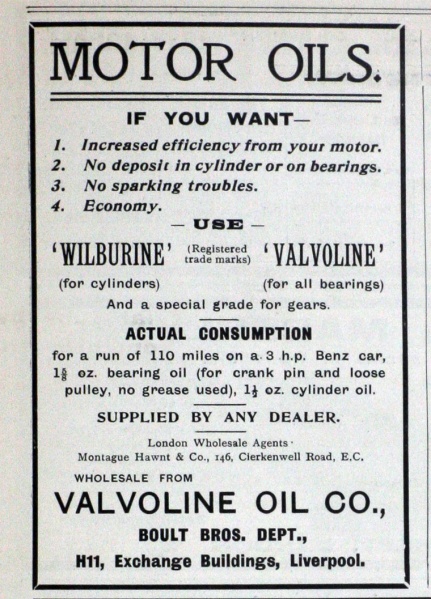 MOTOR OILS.
IF YOU WANT—
1. Increased efficiency from your motor.
2. No deposit in cylinder or on bearings.
3. No sparking troubles.
4. Economy.
— USE —
'WILBURINE' (Registered trade marks) 'VALVOLINE'
(for cylinders) (for all bearings)
And a special grade for gears.
ACTUAL CONSUMPTION
for a run of 110 miles on a 3 h.p. Benz car,
1⅝ oz. bearing oil (for crank pin and loose
pulley, no grease used), 1½ oz. cylinder oil.
SUPPLIED BY ANY DEALER.
London Wholesale Agents·
Montague Hawnt & Co., 146, Clerkenwell Road, E.C.
WHOLESALE FROM
VALVOLINE OIL CO.,
BOULT BROS. DEPT.,
H11, Exchange Buildings, Liverpool.